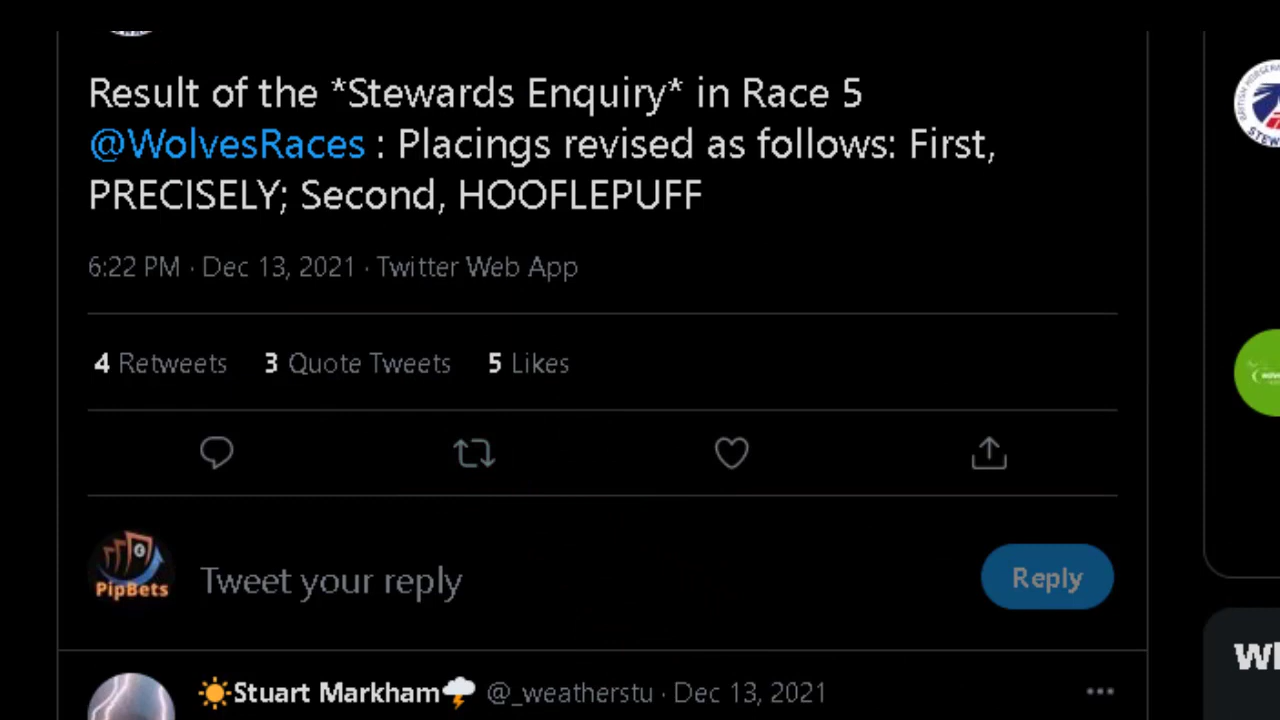 Result of the *Stewards Enquiry* in Race 5
@WolvesRaces : Placings revised as follows: First,
PRECISELY; Second, HOOFLEPUFF
6:22 PM · Dec 13, 2021 · Twitter Web App
4 Retweets 3 Quote Tweets 5 Likes
PipBets
Tweet your reply
Reply
☀️Stuart Markham⛈️ @_weatherstu · Dec 13, 2021